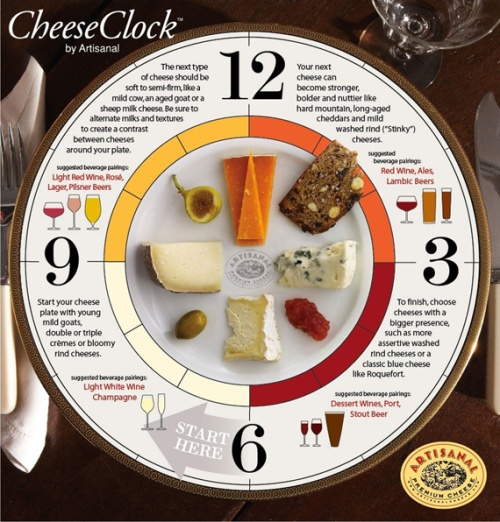 CheeseClock™
by Artisanal
12
The next type
of cheese should be
soft to semi-firm, like a
mild cow, an aged goat or a
sheep milk cheese. Be sure to
alternate milks and textures
to create a contrast
between cheeses
around your plate.
suggested beverage pairings:
Light Red Wine, Rosé,
Lager, Pilsner Beers
Your next
cheese can
become stronger,
bolder and nuttier like
hard mountain, long-aged
cheddars and mild
washed rind ("Stinky")
cheeses.
suggested
beverage pairings:
Red Wine, Ales,
Lambic Beers
ARTISANAL
PREMIUM CHEESE
9
3
Start your cheese
plate with young
mild goats,
double or triple
crèmes or bloomy
rind cheeses.
suggested beverage pairings:
Light White Wine
Champagne
To finish, choose
cheeses with a
bigger presence,
such as more
assertive washed
rind cheeses or a
classic blue cheese
like Roquefort.
suggested beverage pairings:
Dessert Wines, Port,
Stout Beer
START
HERE
6
ARTISANAL
PREMIUM CHEESE